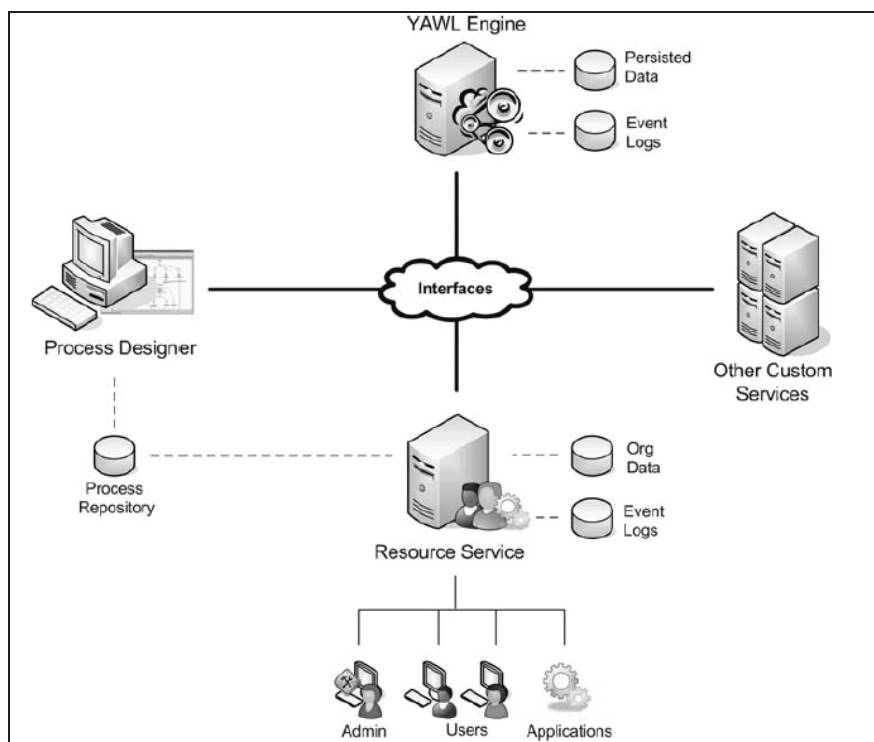 YAWL Engine
Persisted
Data
Event
Logs
Interfaces
Process Designer
Other Custom
Services
Process
Repository
Org
Data
Event
Logs
Resource Service
Admin
Users
Applications